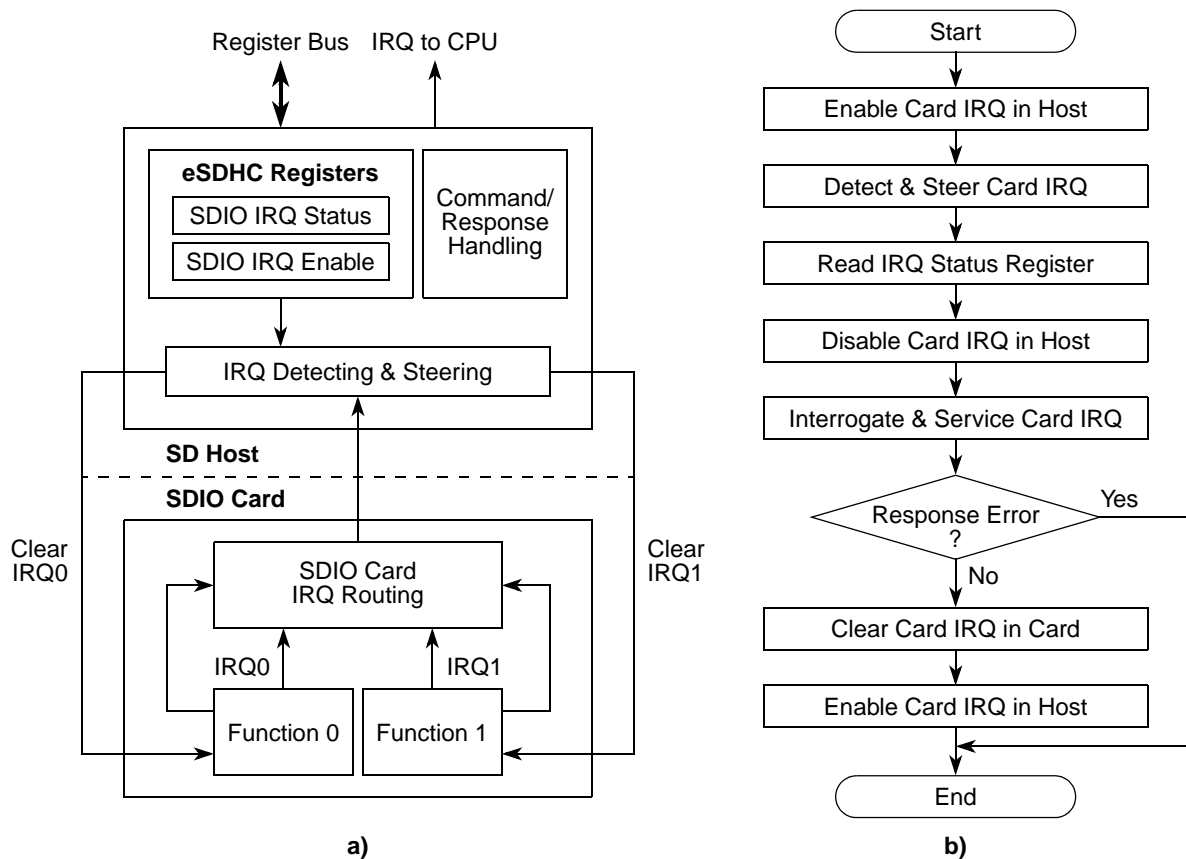 Register Bus
IRQ to CPU
eSDHC Registers
SDIO IRQ Status
SDIO IRQ Enable
Command/
Response
Handling
IRQ Detecting & Steering
SD Host
SDIO Card
Clear
IRQ0
Clear
IRQ1
SDIO Card
IRQ Routing
IRQ0
IRQ1
Function 0
Function 1
a)
Start
Enable Card IRQ in Host
Detect & Steer Card IRQ
Read IRQ Status Register
Disable Card IRQ in Host
Interrogate & Service Card IRQ
Response Error
?
Yes
No
Clear Card IRQ in Card
Enable Card IRQ in Host
End
b)